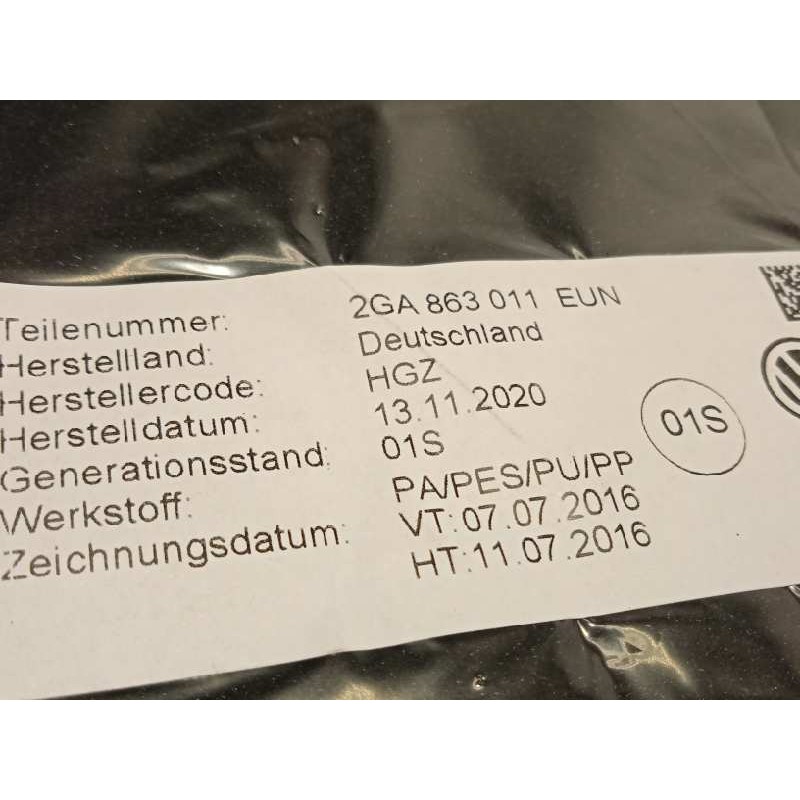 Teilenummer: 2GA 863 011 EUN
Herstellland: Deutschland
Herstellercode: HGZ
Herstelldatum: 13.11.2020
Generationsstand: 01S
Werkstoff: PA/PES/PU/PP
Zeichnungsdatum: VT:07.07.2016
HT:11.07.2016
01S